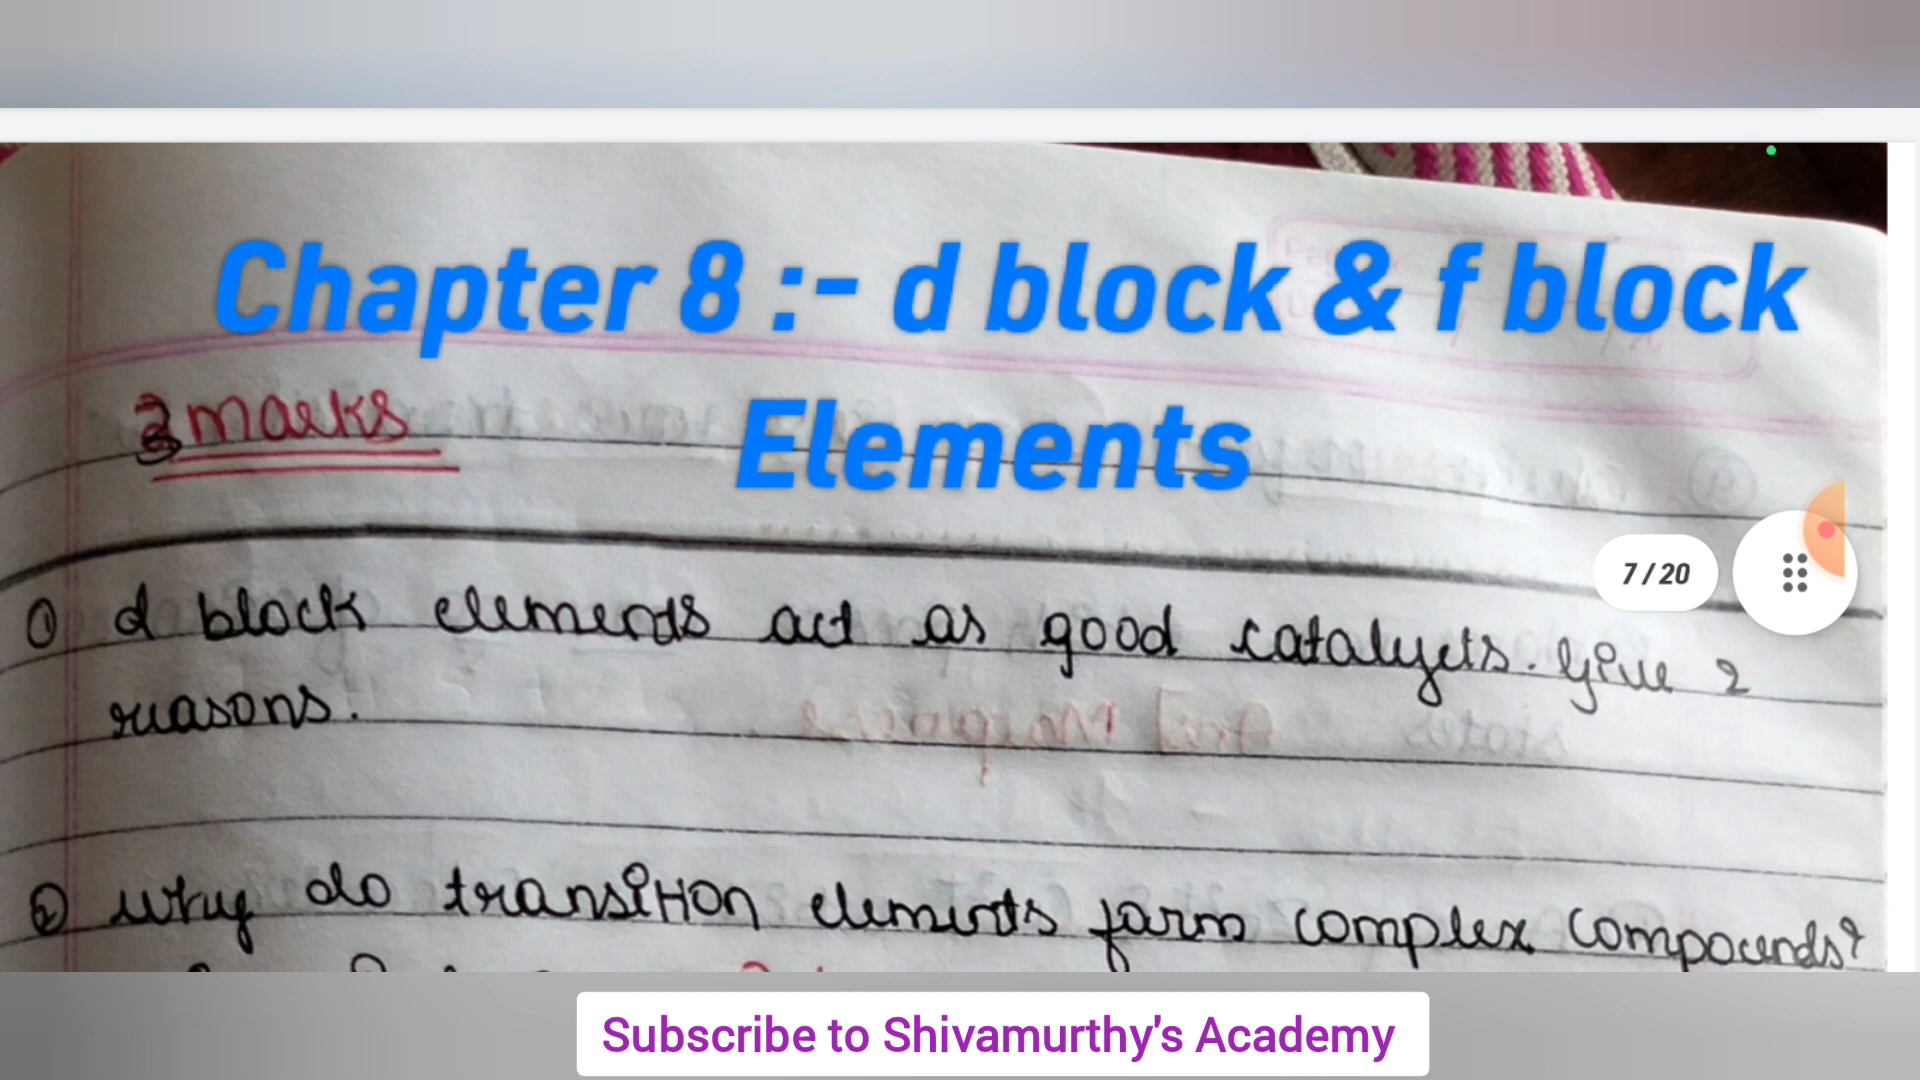 Chapter 8 :- d block & f block
Elements
marks
7/20
① d block elements act as good catalysts. Give 2
reasons.
② why do transition elements form complex compounds?
Subscribe to Shivamurthy's Academy